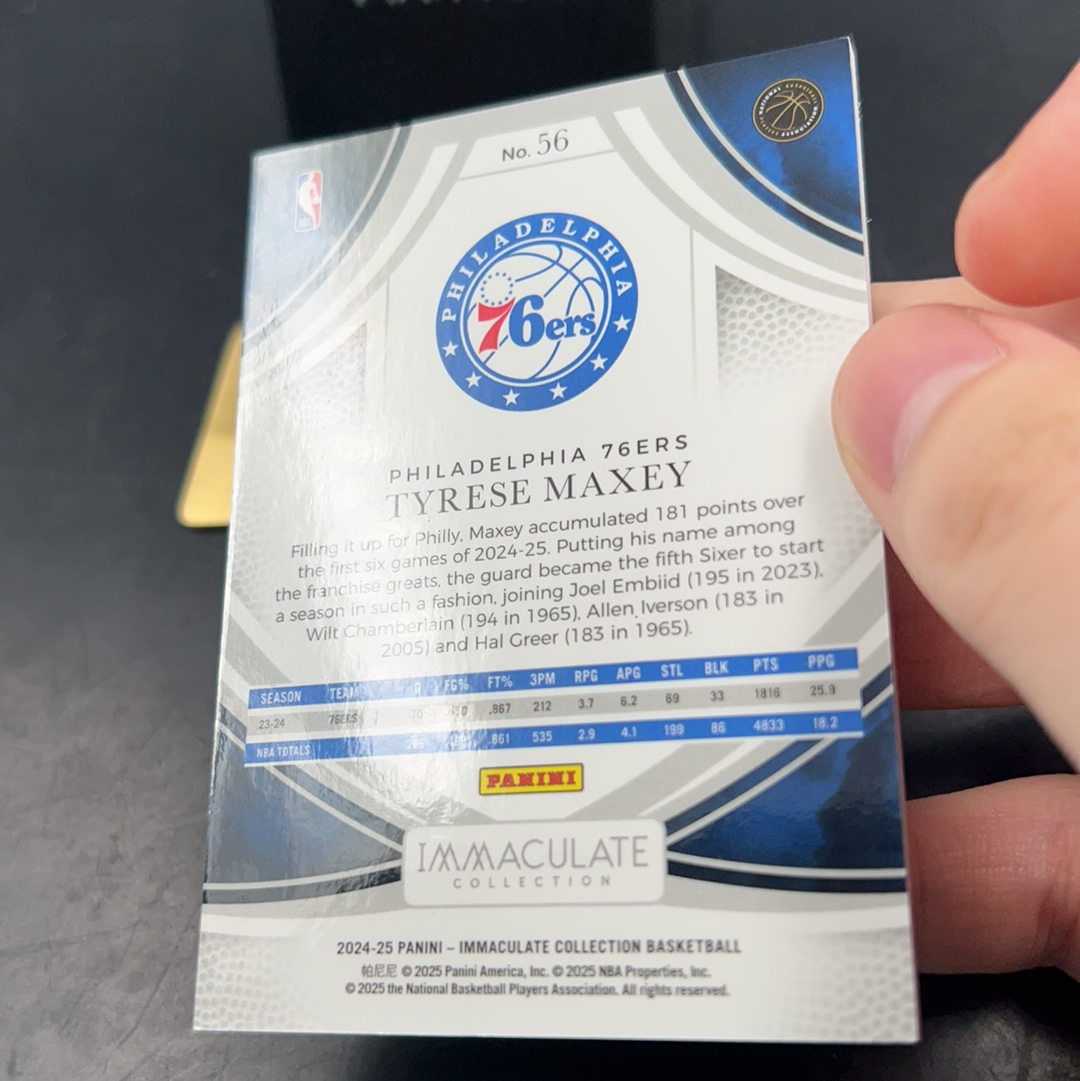 No. 56
NATIONAL BASKETBALL PLAYERS ASSOCIATION
PHILADELPHIA
76ers
PHILADELPHIA 76ERS
TYRESE MAXEY
Filling it up for Philly. Maxey accumulated 181 points over
the first six games of 2024-25. Putting his name among
the franchise greats, the guard became the fifth Sixer to start
a season in such a fashion, joining Joel Embiid (195 in 2023),
Wilt Chamberlain (194 in 1965), Allen Iverson (183 in
2005) and Hal Greer (183 in 1965).
SEASON TEAM G FG% FT% 3PM RPG APG STL BLK PTS PPG
23-24 76ERS 70 .867 212 3.7 6.2 69 33 1816 25.9
NBA TOTALS .861 535 2.9 4.1 199 86 4833 18.2
PANINI
IMMACULATE
COLLECTION
2024-25 PANINI – IMMACULATE COLLECTION BASKETBALL
帕尼尼 © 2025 Panini America, Inc. © 2025 NBA Properties, Inc.
© 2025 the National Basketball Players Association. All rights reserved.